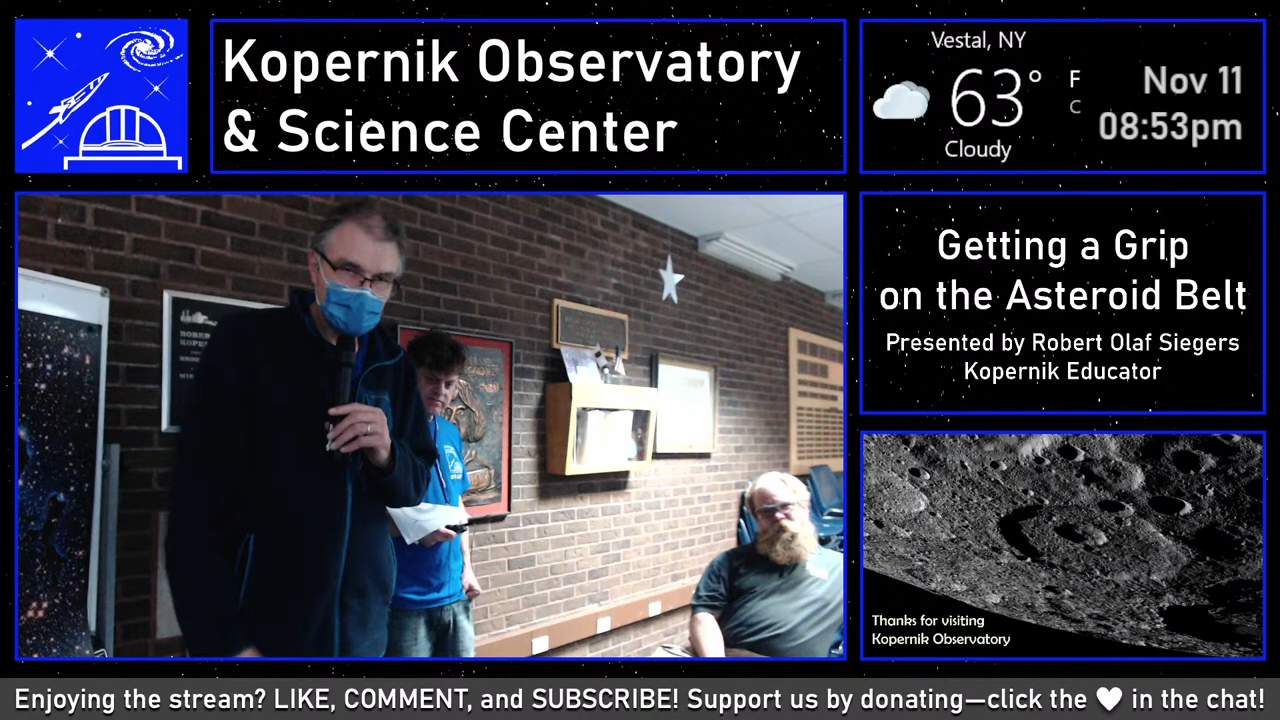 Kopernik Observatory
& Science Center
Vestal, NY
63°
F
C
Cloudy
Nov 11
08:53pm
Getting a Grip
on the Asteroid Belt
Presented by Robert Olaf Siegers
Kopernik Educator
Thanks for visiting
Kopernik Observatory
Enjoying the stream? LIKE, COMMENT, and SUBSCRIBE! Support us by donating—click the ♥ in the chat!